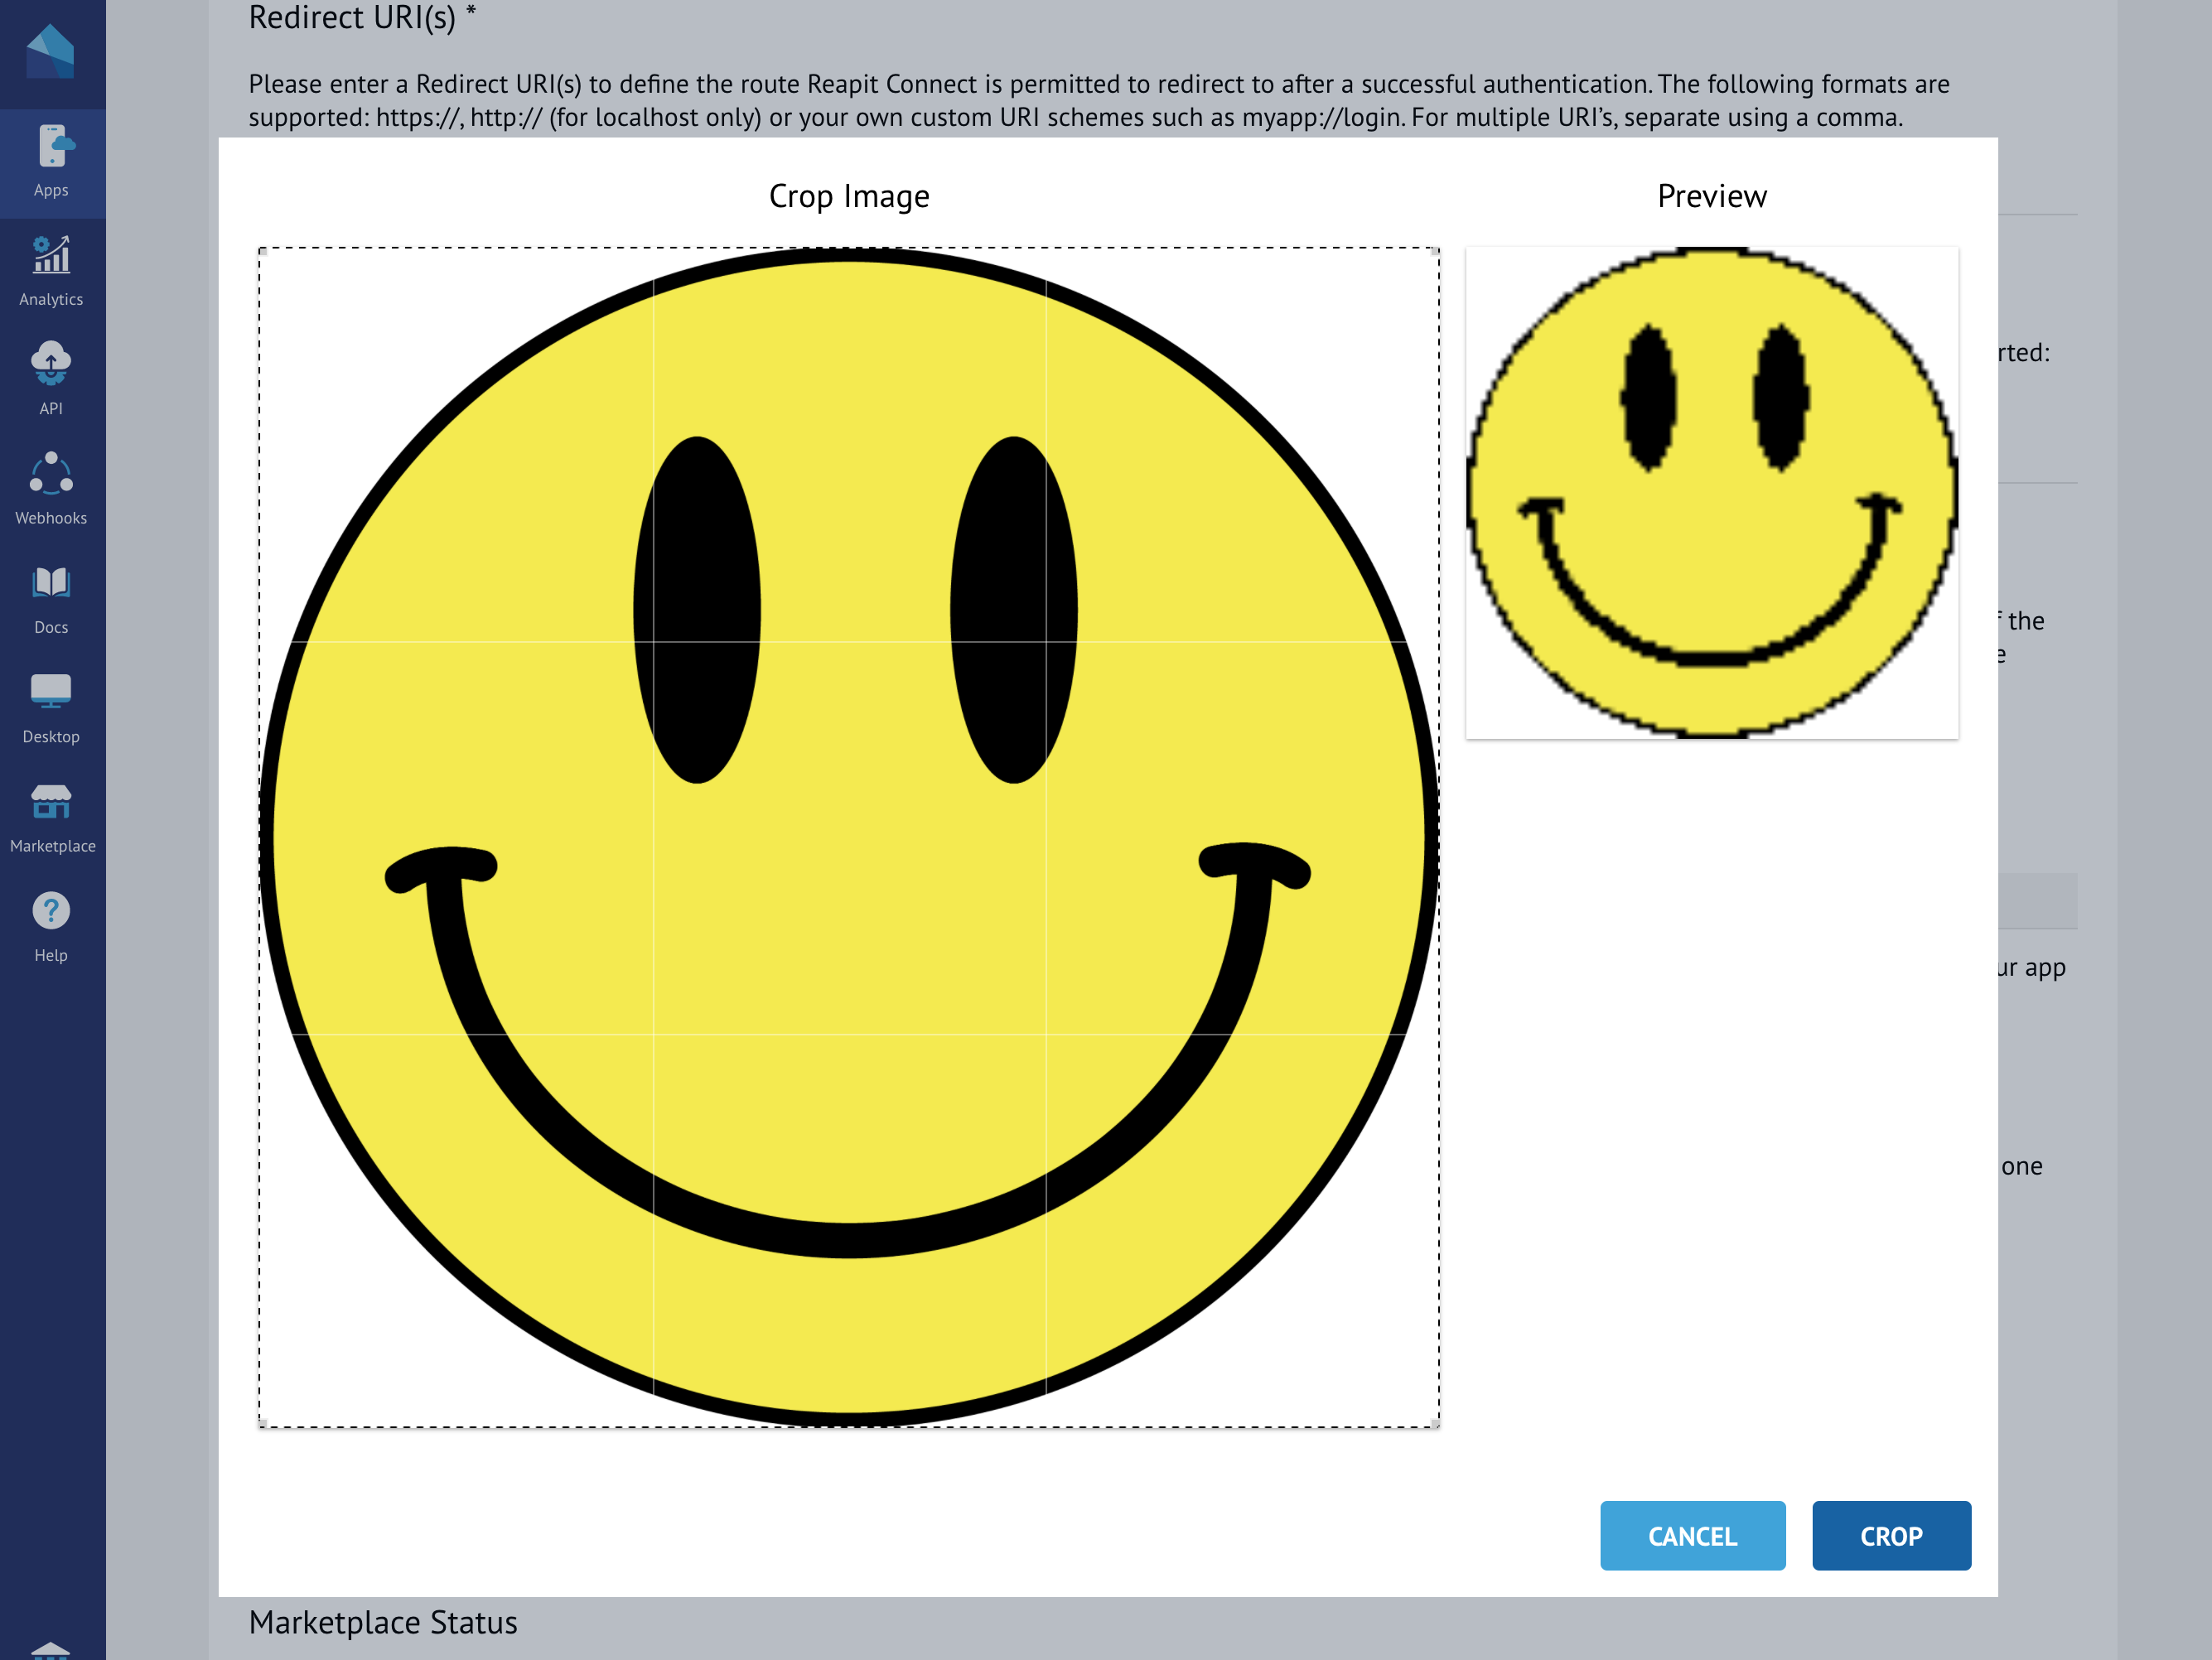 Redirect URI(s) *
Please enter a Redirect URI(s) to define the route Reapit Connect is permitted to redirect to after a successful authentication. The following formats are
supported: https://, http:// (for localhost only) or your own custom URI schemes such as myapp://login. For multiple URI's, separate using a comma.
Apps
Analytics
API
Webhooks
Docs
Desktop
Marketplace
? Help
Crop Image
Preview
rted:
the
e
ur app
one
CANCEL
CROP
Marketplace Status